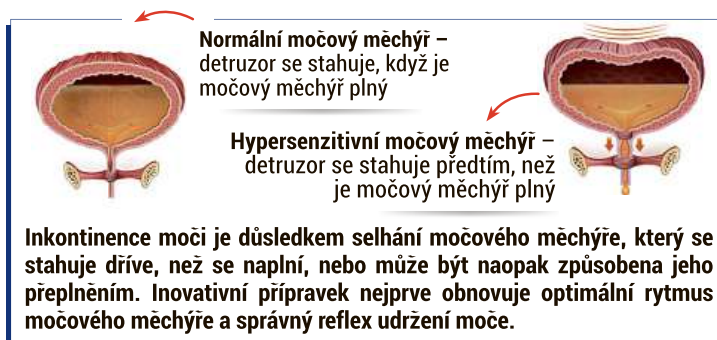 Normální močový měchýř –
detruzor se stahuje, když je
močový měchýř plný
Hypersenzitivní močový měchýř –
detruzor se stahuje předtím, než
je močový měchýř plný
Inkontinence moči je důsledkem selhání močového měchýře, který se
stahuje dříve, než se naplní, nebo může být naopak způsobena jeho
přeplněním. Inovativní přípravek nejprve obnovuje optimální rytmus
močového měchýře a správný reflex udržení moče.